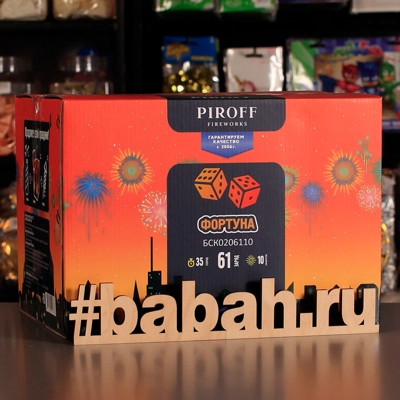 PIROFF
FIREWORKS
ГАРАНТИРУЕМ
КАЧЕСТВО
с 2006г.
ФОРТУНА
БСК0206110
35
61
10
#babah.ru